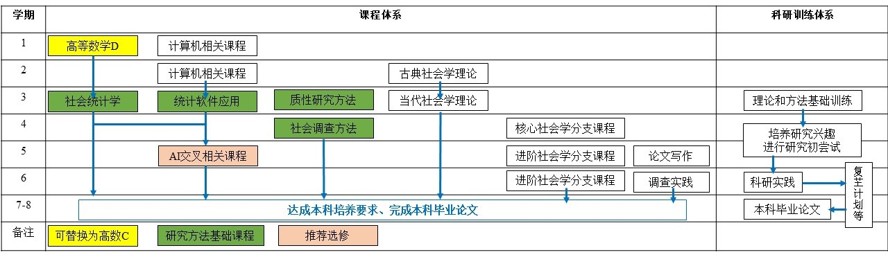 学期 课程体系 科研训练体系
1 高等数学D 计算机相关课程
2 计算机相关课程 古典社会学理论
3 社会统计学 统计软件应用 质性研究方法 当代社会学理论 理论和方法基础训练
4 社会调查方法 核心社会学分支课程 培养研究兴趣
进行研究初尝试
5 AI交叉相关课程 进阶社会学分支课程 论文写作
6 进阶社会学分支课程 调查实践 科研实践 复笙计划等
7-8 达成本科培养要求、完成本科毕业论文 本科毕业论文
备注 可替换为高数C 研究方法基础课程 推荐选修